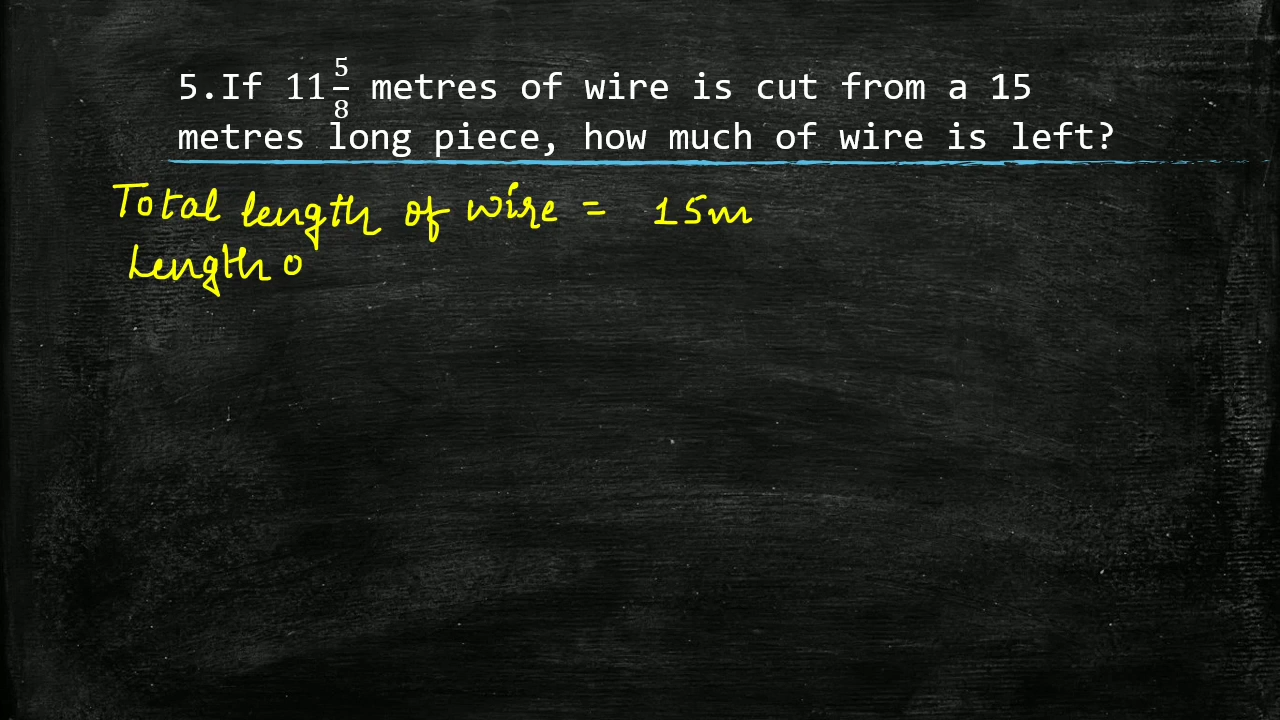 5.If 11 5/8 metres of wire is cut from a 15
metres long piece, how much of wire is left?
Total length of wire = 15m
Length o